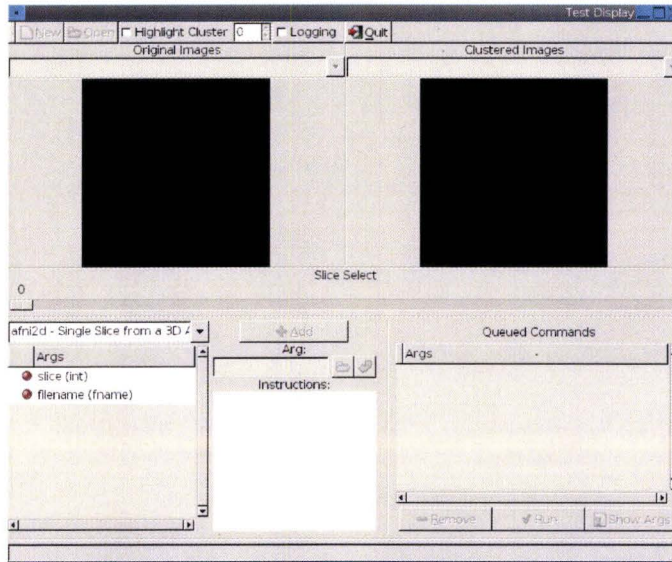 Test Display
New Open Highlight Cluster 0 Logging Quit
Original Images Clustered Images
Slice Select
0
afni2d - Single Slice from a 3D A
Add
Queued Commands
Args
Arg:
Args
slice (int)
filename (fname)
Instructions:
Remove Run Show Args